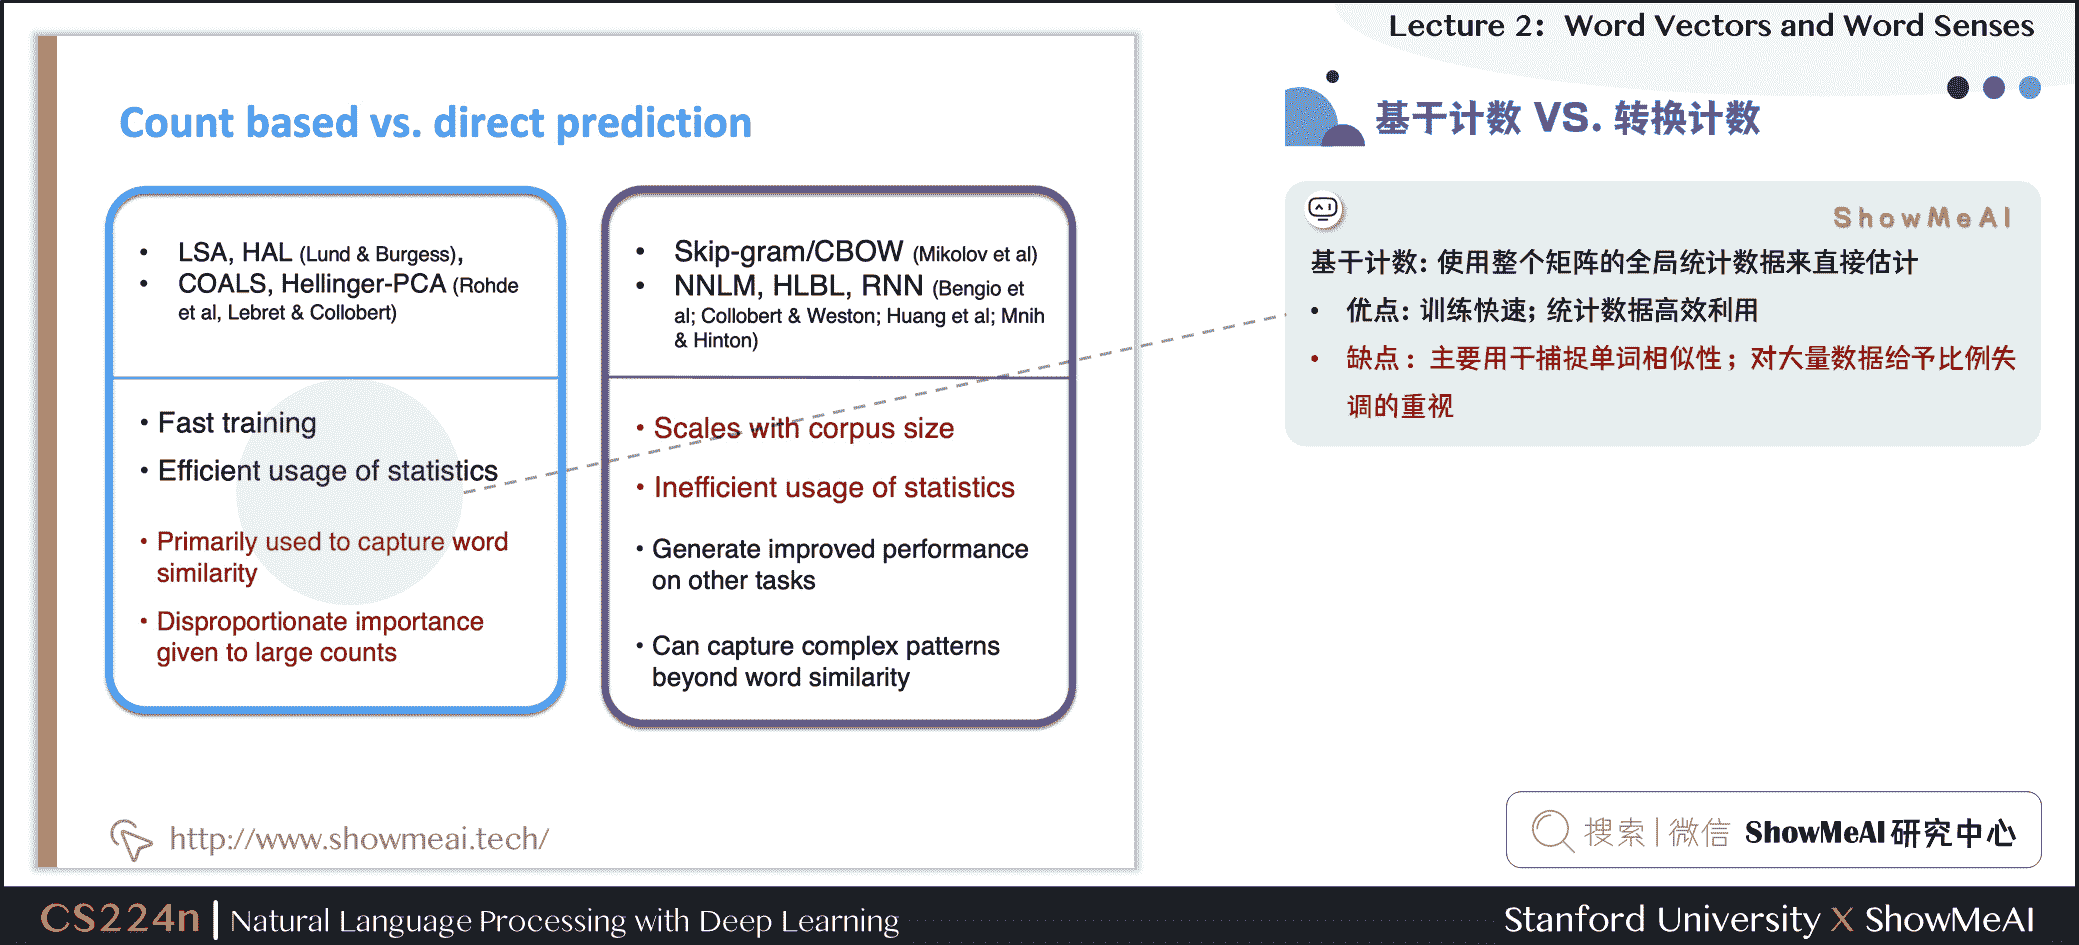 Lecture 2: Word Vectors and Word Senses
Count based vs. direct prediction
• LSA, HAL (Lund & Burgess),
• COALS, Hellinger-PCA (Rohde
et al, Lebret & Collobert)
• Fast training
• Efficient usage of statistics
• Primarily used to capture word
similarity
• Disproportionate importance
given to large counts
• Skip-gram/CBOW (Mikolov et al)
• NNLM, HLBL, RNN (Bengio et
al; Collobert & Weston; Huang et al; Mnih
& Hinton)
• Scales with corpus size
• Inefficient usage of statistics
• Generate improved performance
on other tasks
• Can capture complex patterns
beyond word similarity
http://www.showmeai.tech/
基于计数 VS. 转换计数
ShowMeAI
基于计数: 使用整个矩阵的全局统计数据来直接估计
• 优点: 训练快速; 统计数据高效利用
• 缺点: 主要用于捕捉单词相似性; 对大量数据给予比例失
调的重视
搜索|微信 ShowMeAI 研究中心
CS224n | Natural Language Processing with Deep Learning
Stanford University X ShowMeAI